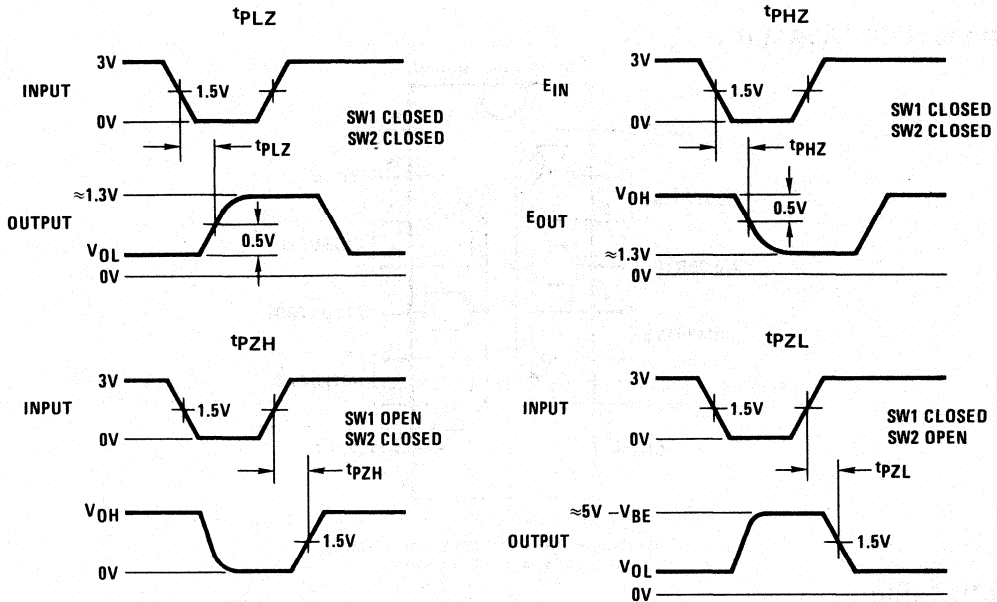 tPLZ
3V
INPUT
1.5V
0V
SW1 CLOSED
SW2 CLOSED
tPLZ
≈1.3V
OUTPUT
0.5V
VOL
0V
tPHZ
3V
EIN
1.5V
0V
SW1 CLOSED
SW2 CLOSED
tPHZ
VOH
0.5V
EOUT
≈1.3V
0V
tPZH
3V
INPUT
1.5V
0V
SW1 OPEN
SW2 CLOSED
tPZH
VOH
1.5V
0V
tPZL
3V
INPUT
1.5V
0V
SW1 CLOSED
SW2 OPEN
tPZL
≈5V –VBE
OUTPUT
1.5V
VOL
0V